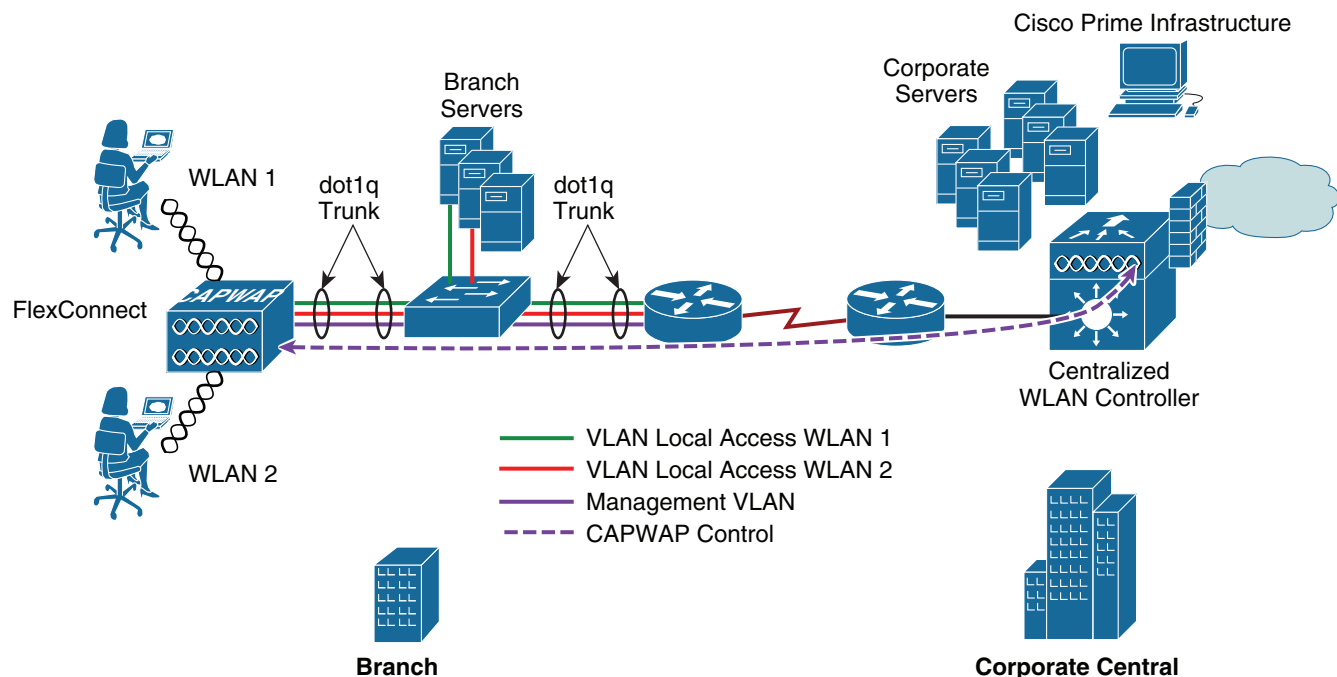 Cisco Prime Infrastructure
Corporate
Servers
Branch
Servers
WLAN 1
dot1q
Trunk
dot1q
Trunk
CAPWAP
FlexConnect
Centralized
WLAN Controller
WLAN 2
VLAN Local Access WLAN 1
VLAN Local Access WLAN 2
Management VLAN
CAPWAP Control
Branch
Corporate Central